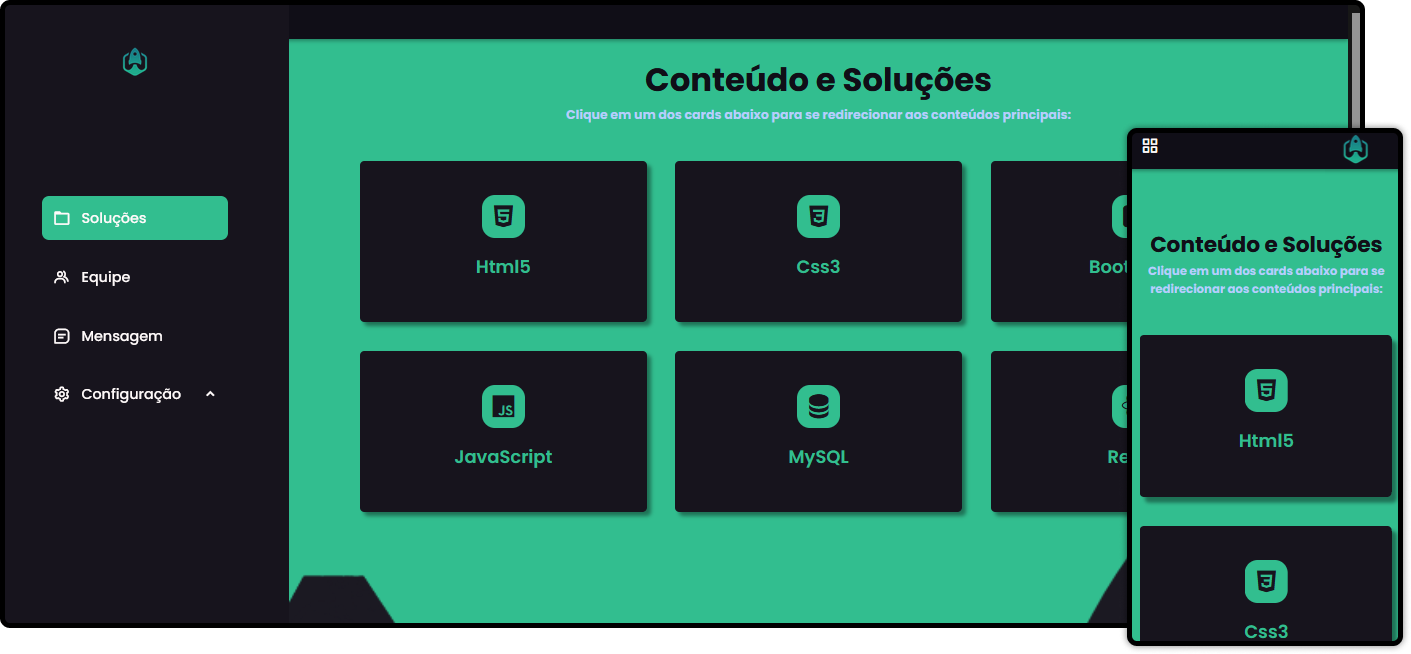 Soluções
Equipe
Mensagem
Configuração
Conteúdo e Soluções
Clique em um dos cards abaixo para se redirecionar aos conteúdos principais:
Html5
Css3
Boot
JavaScript
JS
MySQL
Re
Conteúdo e Soluções
Clique em um dos cards abaixo para se
redirecionar aos conteúdos principais:
Html5
Css3